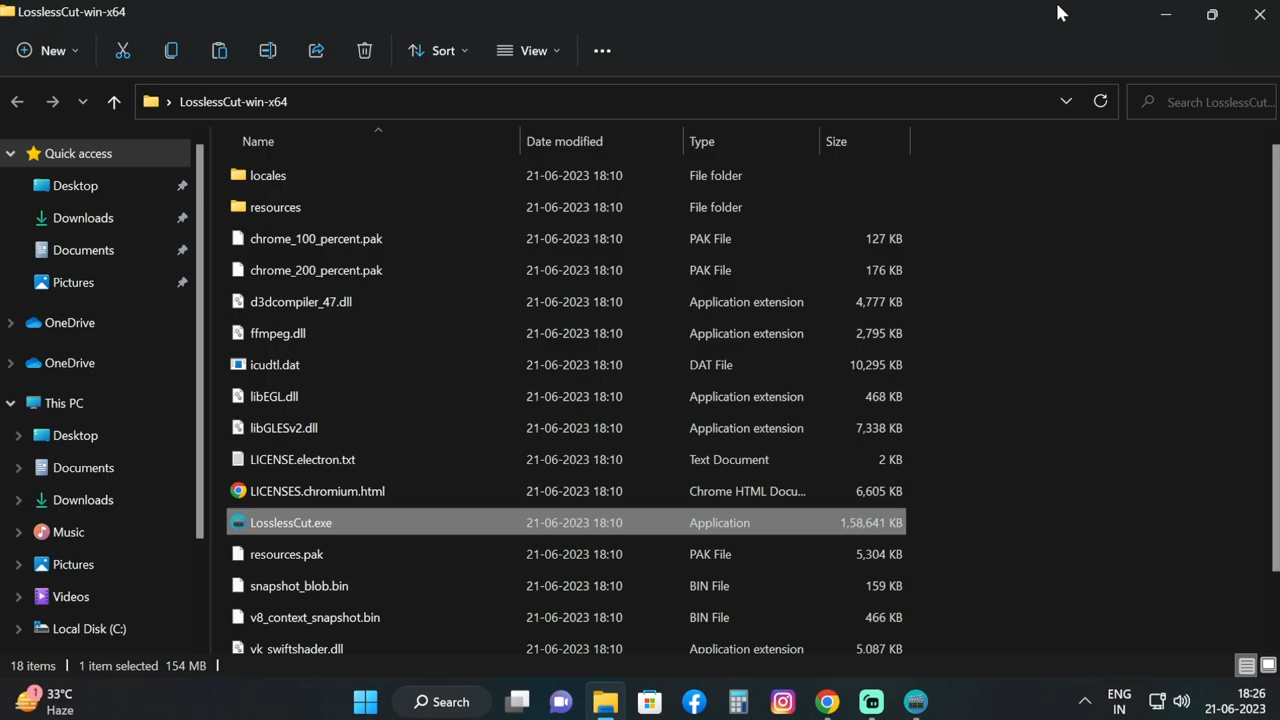 LosslessCut-win-x64
New
Sort
View
LosslessCut-win-x64
Search LosslessCut...
Name Date modified Type Size
Quick access
Desktop
Downloads
Documents
Pictures
OneDrive
OneDrive
This PC
Desktop
Documents
Downloads
Music
Pictures
Videos
Local Disk (C:)
locales 21-06-2023 18:10 File folder
resources 21-06-2023 18:10 File folder
chrome_100_percent.pak 21-06-2023 18:10 PAK File 127 KB
chrome_200_percent.pak 21-06-2023 18:10 PAK File 176 KB
d3dcompiler_47.dll 21-06-2023 18:10 Application extension 4,777 KB
ffmpeg.dll 21-06-2023 18:10 Application extension 2,795 KB
icudtl.dat 21-06-2023 18:10 DAT File 10,295 KB
libEGL.dll 21-06-2023 18:10 Application extension 468 KB
libGLESv2.dll 21-06-2023 18:10 Application extension 7,338 KB
LICENSE.electron.txt 21-06-2023 18:10 Text Document 2 KB
LICENSES.chromium.html 21-06-2023 18:10 Chrome HTML Docu... 6,605 KB
LosslessCut.exe 21-06-2023 18:10 Application 1,58,641 KB
resources.pak 21-06-2023 18:10 PAK File 5,304 KB
snapshot_blob.bin 21-06-2023 18:10 BIN File 159 KB
v8_context_snapshot.bin 21-06-2023 18:10 BIN File 466 KB
vk_swiftshader.dll 21-06-2023 18:10 Application extension 5,087 KB
18 items 1 item selected 154 MB
1
33°C
Haze
Search
ENG
IN
18:26
21-06-2023